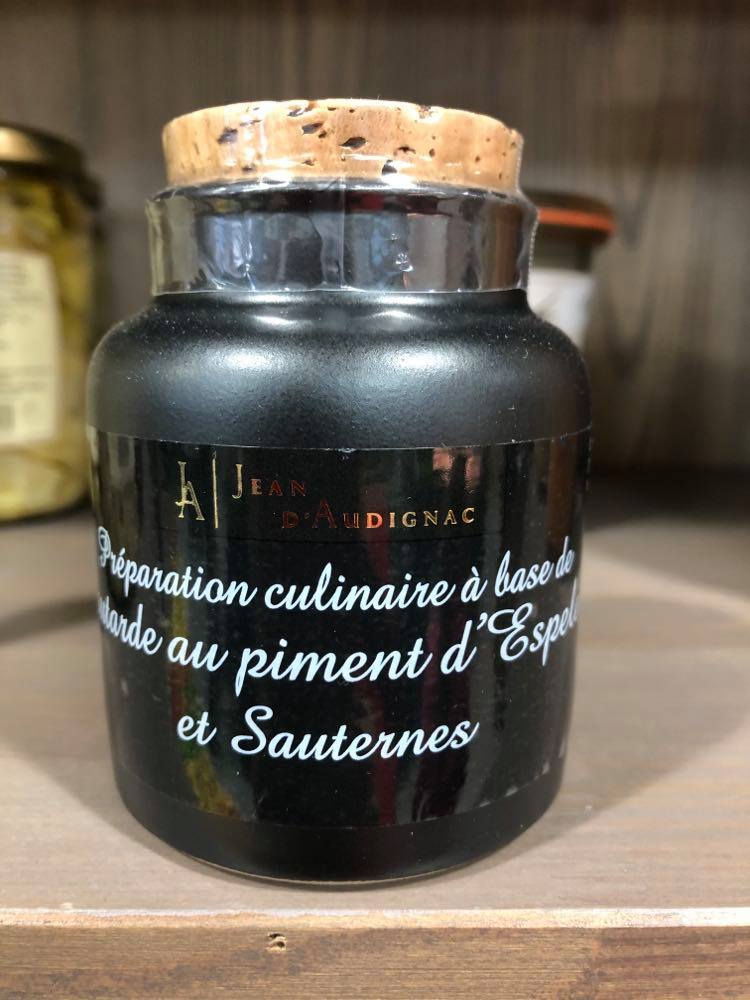 JA
JEAN
D'AUDIGNAC
Préparation culinaire à base de
utarde au piment d'Espel
et Sauternes